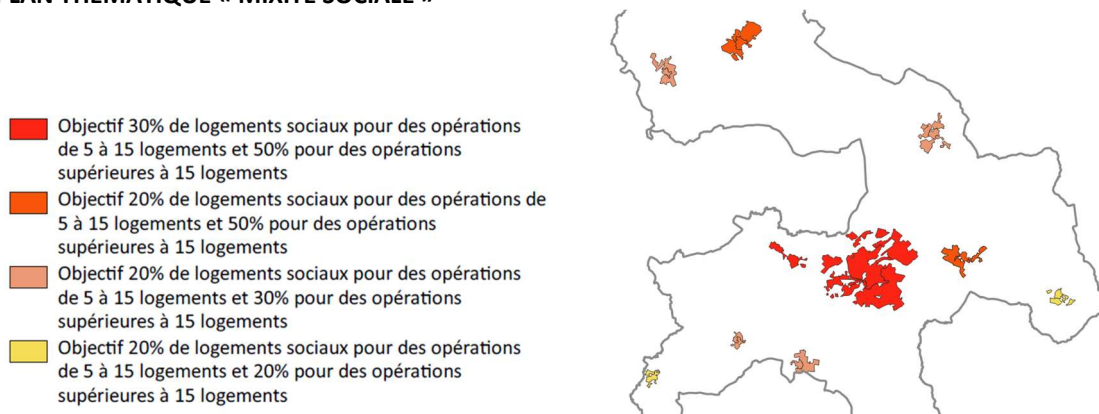 PLAN THÉMATIQUE « MIXITÉ SOCIALE »
Objectif 30% de logements sociaux pour des opérations
de 5 à 15 logements et 50% pour des opérations
supérieures à 15 logements
Objectif 20% de logements sociaux pour des opérations de
5 à 15 logements et 50% pour des opérations
supérieures à 15 logements
Objectif 20% de logements sociaux pour des opérations
de 5 à 15 logements et 30% pour des opérations
supérieures à 15 logements
Objectif 20% de logements sociaux pour des opérations
de 5 à 15 logements et 20% pour des opérations
supérieures à 15 logements